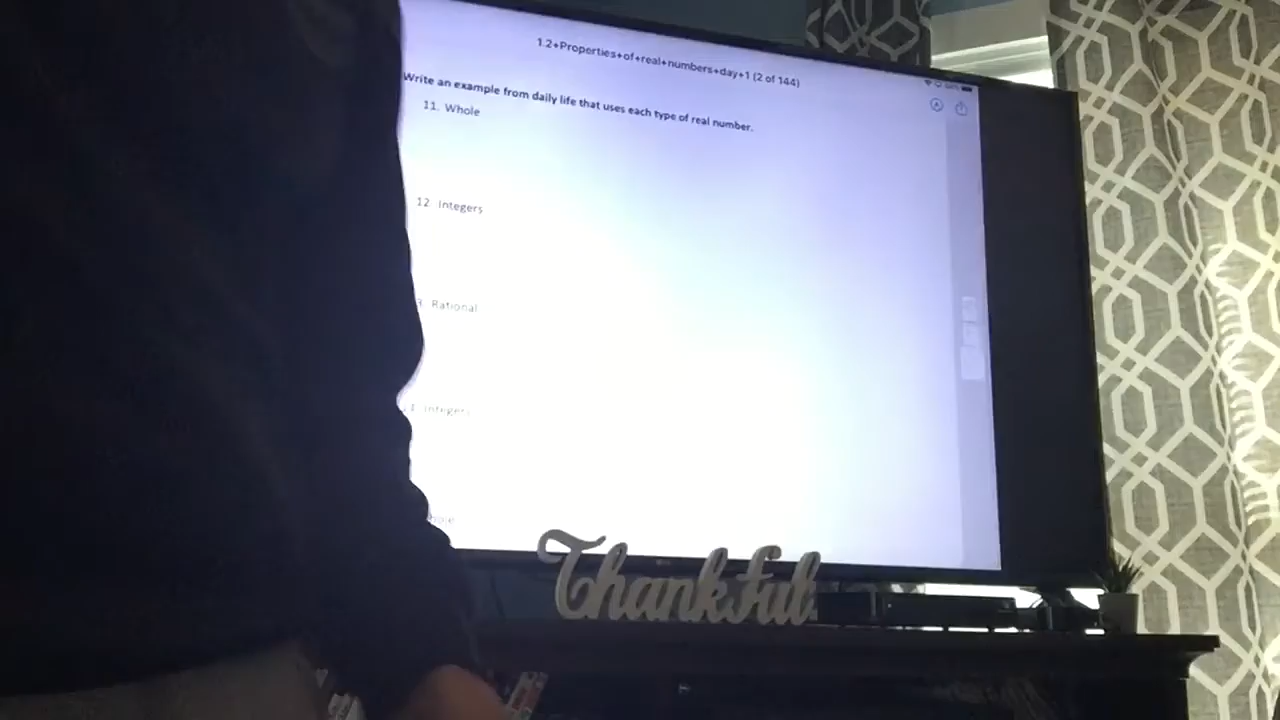 1.2+Properties+of+real+numbers+day+1 (2 of 144)
Write an example from daily life that uses each type of real number.
11. Whole
12. Integers
Rational
Integers
Thankful